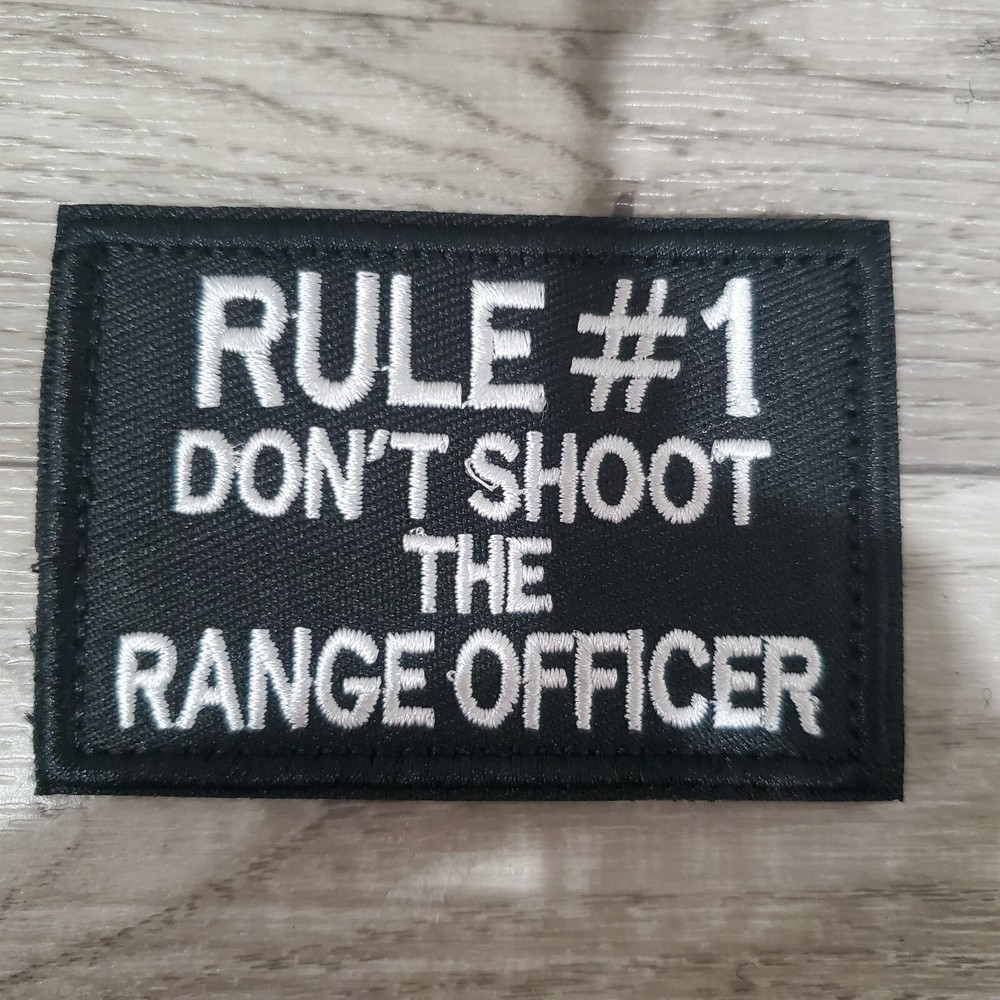 RULE #1
DON'T SHOOT
THE
RANGE OFFICER